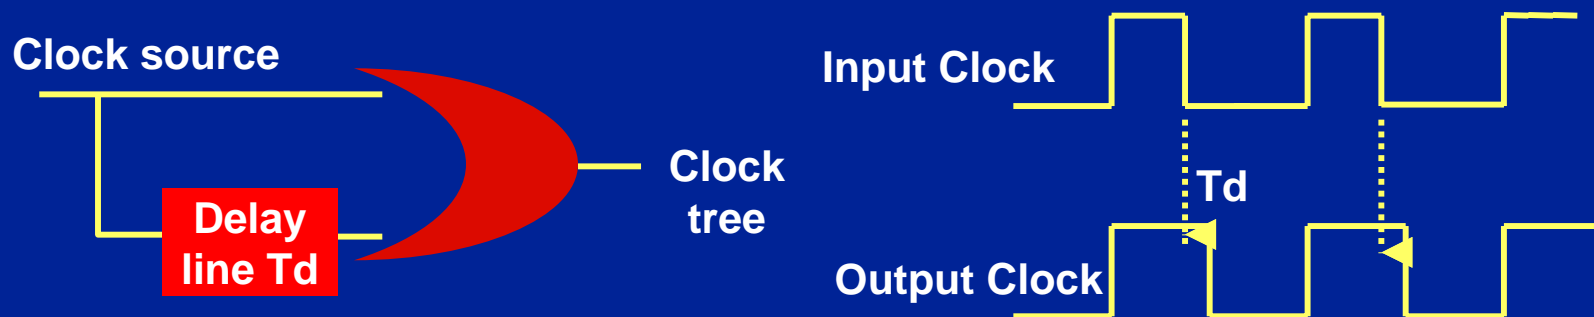 Clock source
Delay
line Td
Clock
tree
Input Clock
Td
Output Clock